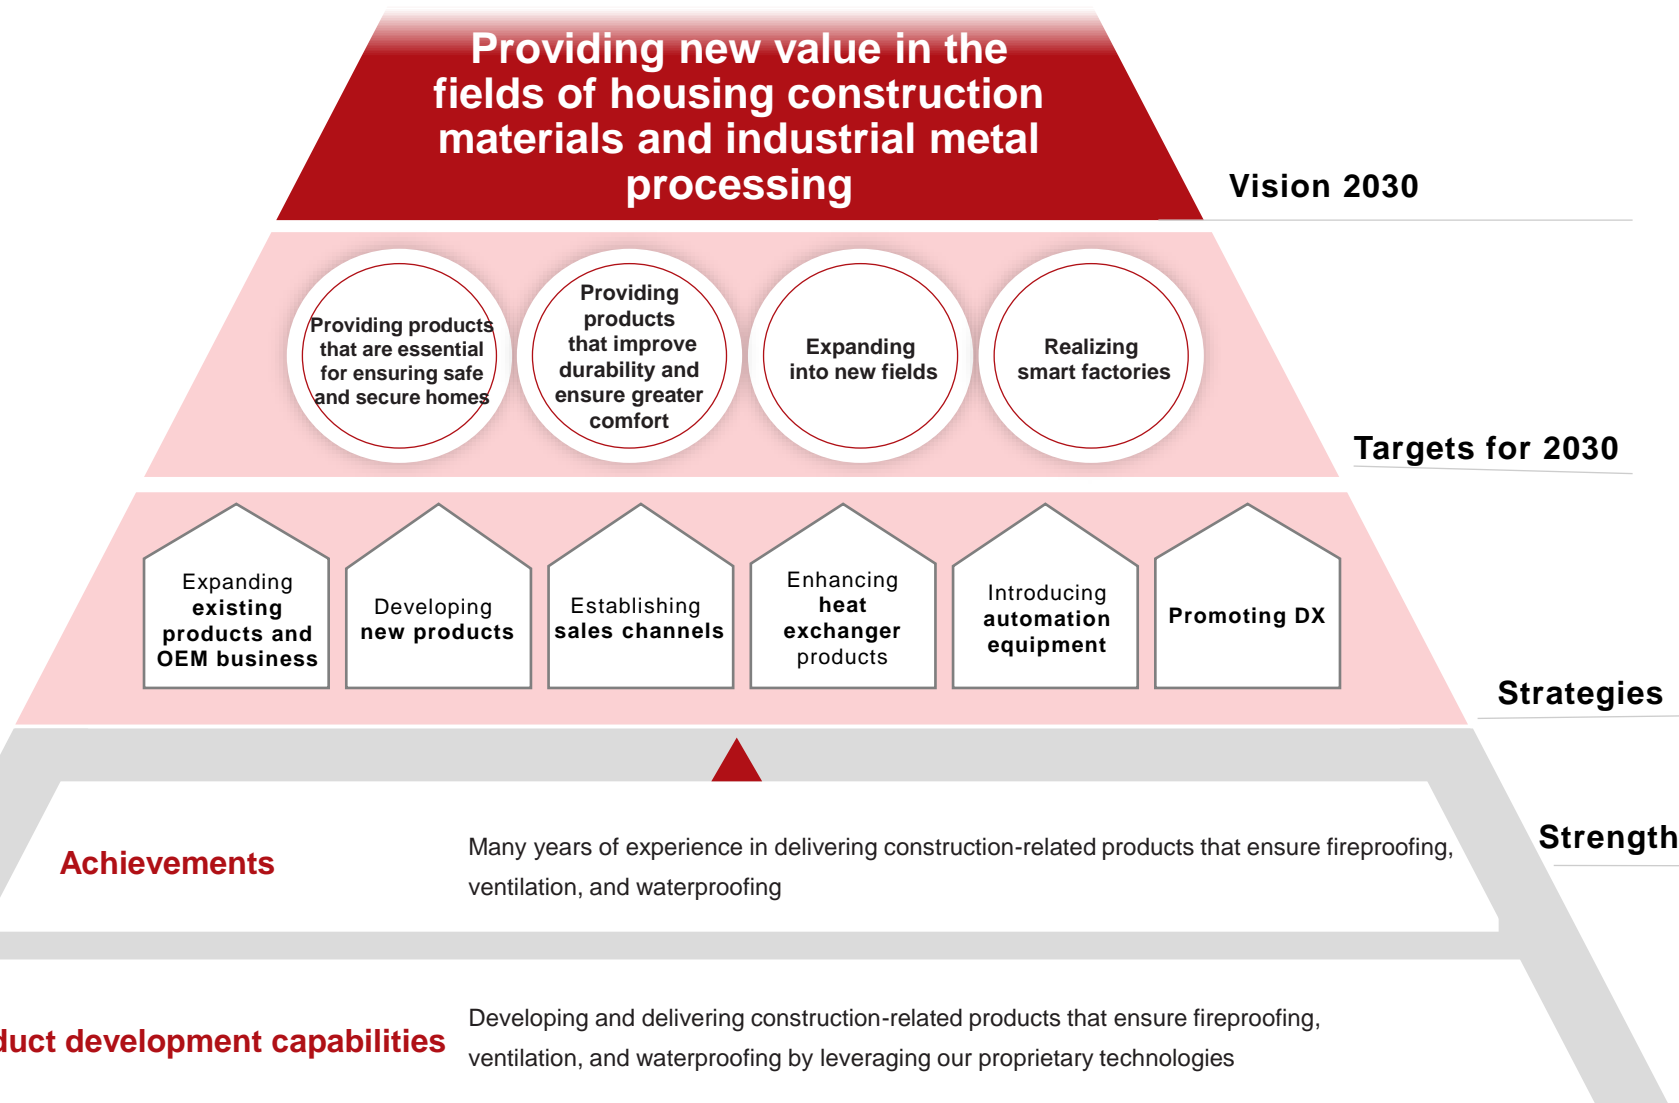 Providing new value in the
fields of housing construction
materials and industrial metal
processing
Vision 2030
Providing products
that are essential
for ensuring safe
and secure homes
Providing
products
that improve
durability and
ensure greater
comfort
Expanding
into new fields
Realizing
smart factories
Targets for 2030
Expanding
existing
products and
OEM business
Developing
new products
Establishing
sales channels
Enhancing
heat
exchanger
products
Introducing
automation
equipment
Promoting DX
Strategies
Strength
Achievements
Many years of experience in delivering construction-related products that ensure fireproofing,
ventilation, and waterproofing
duct development capabilities
Developing and delivering construction-related products that ensure fireproofing,
ventilation, and waterproofing by leveraging our proprietary technologies